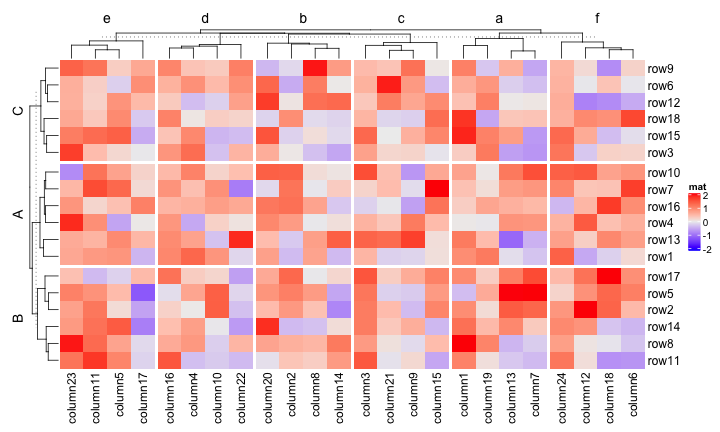 e d b c a f
C
row9
row6
row12
row18
row15
row3
A
row10
row7
row16
row4
row13
row1
B
row17
row5
row2
row14
row8
row11
mat
2
1
0
-1
-2
column23 column11 column5 column17 column16 column4 column10 column22 column20 column2 column8 column14 column3 column21 column9 column15 column1 column19 column13 column7 column24 column12 column18 column6